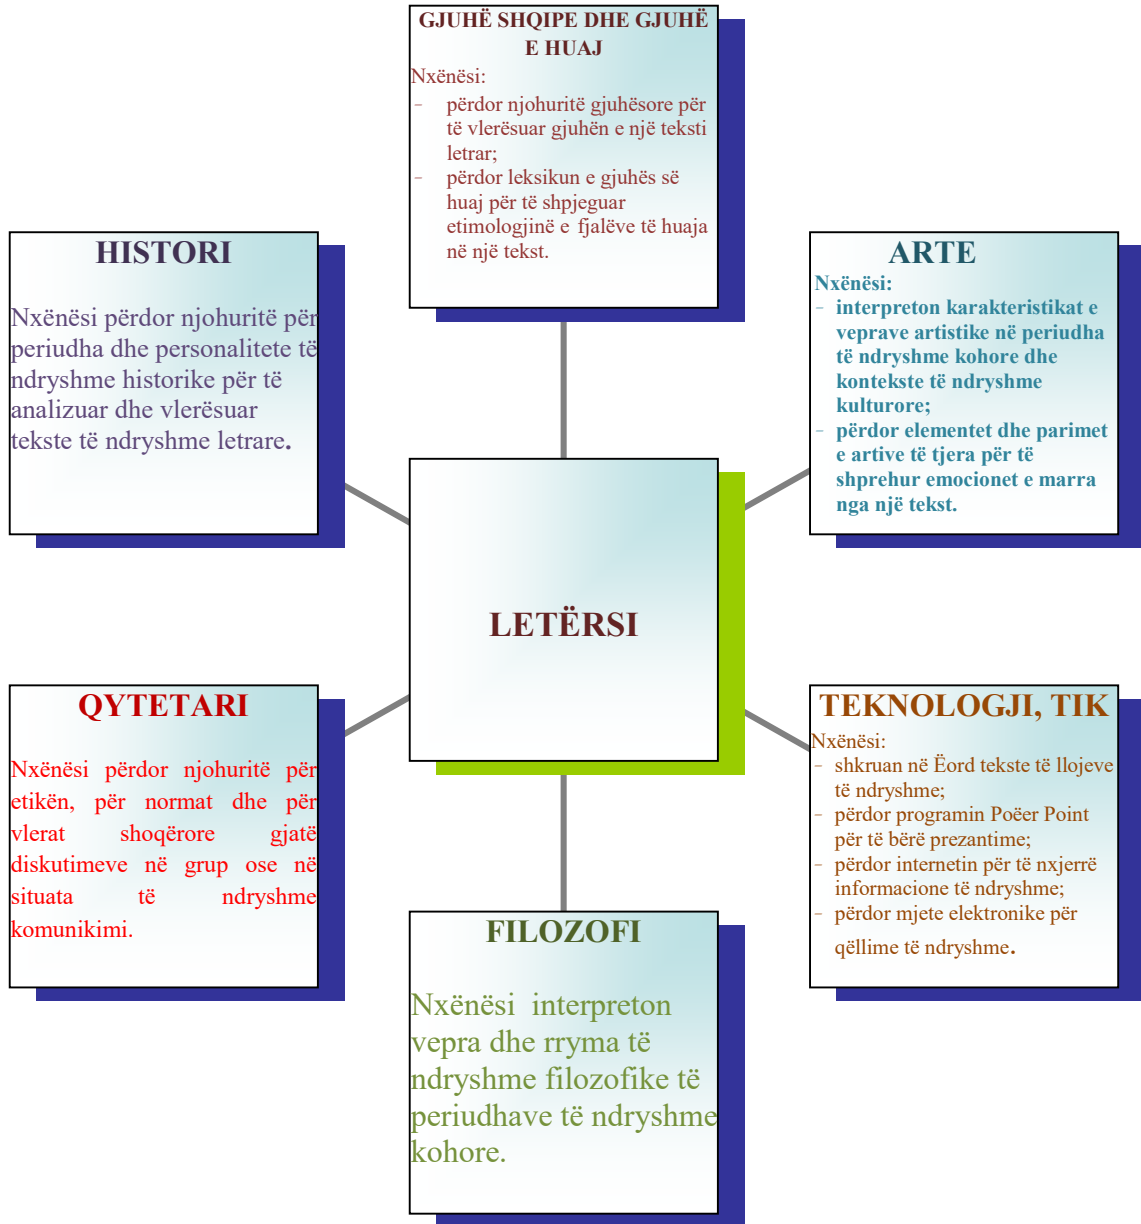 GJUHË SHQIPE DHE GJUHË
E HUAJ
Nxënësi:
- përdor njohuritë gjuhësore për
të vlerësuar gjuhën e një teksti
letrar;
- përdor leksikun e gjuhës së
huaj për të shpjeguar
etimologjinë e fjalëve të huaja
në një tekst.
HISTORI
Nxënësi përdor njohuritë për
periudha dhe personalitete të
ndryshme historike për të
analizuar dhe vlerësuar
tekste të ndryshme letrare.
ARTE
Nxënësi:
- interpreton karakteristikat e
veprave artistike në periudha
të ndryshme kohore dhe
kontekste të ndryshme
kulturore;
- përdor elementet dhe parimet
e artive të tjera për të
shprehur emocionet e marra
nga një tekst.
LETËRSI
QYTETARI
Nxënësi përdor njohuritë për
etikën, për normat dhe për
vlerat shoqërore gjatë
diskutimeve në grup ose në
situata të ndryshme
komunikimi.
TEKNOLOGJI, TIK
Nxënësi:
- shkruan në Ëord tekste të llojeve
të ndryshme;
- përdor programin Poëer Point
për të bërë prezantime;
- përdor internetin për të nxjerrë
informacione të ndryshme;
- përdor mjete elektronike për
qëllime të ndryshme.
FILOZOFI
Nxënësi interpreton
vepra dhe rryma të
ndryshme filozofike të
periudhave të ndryshme
kohore.